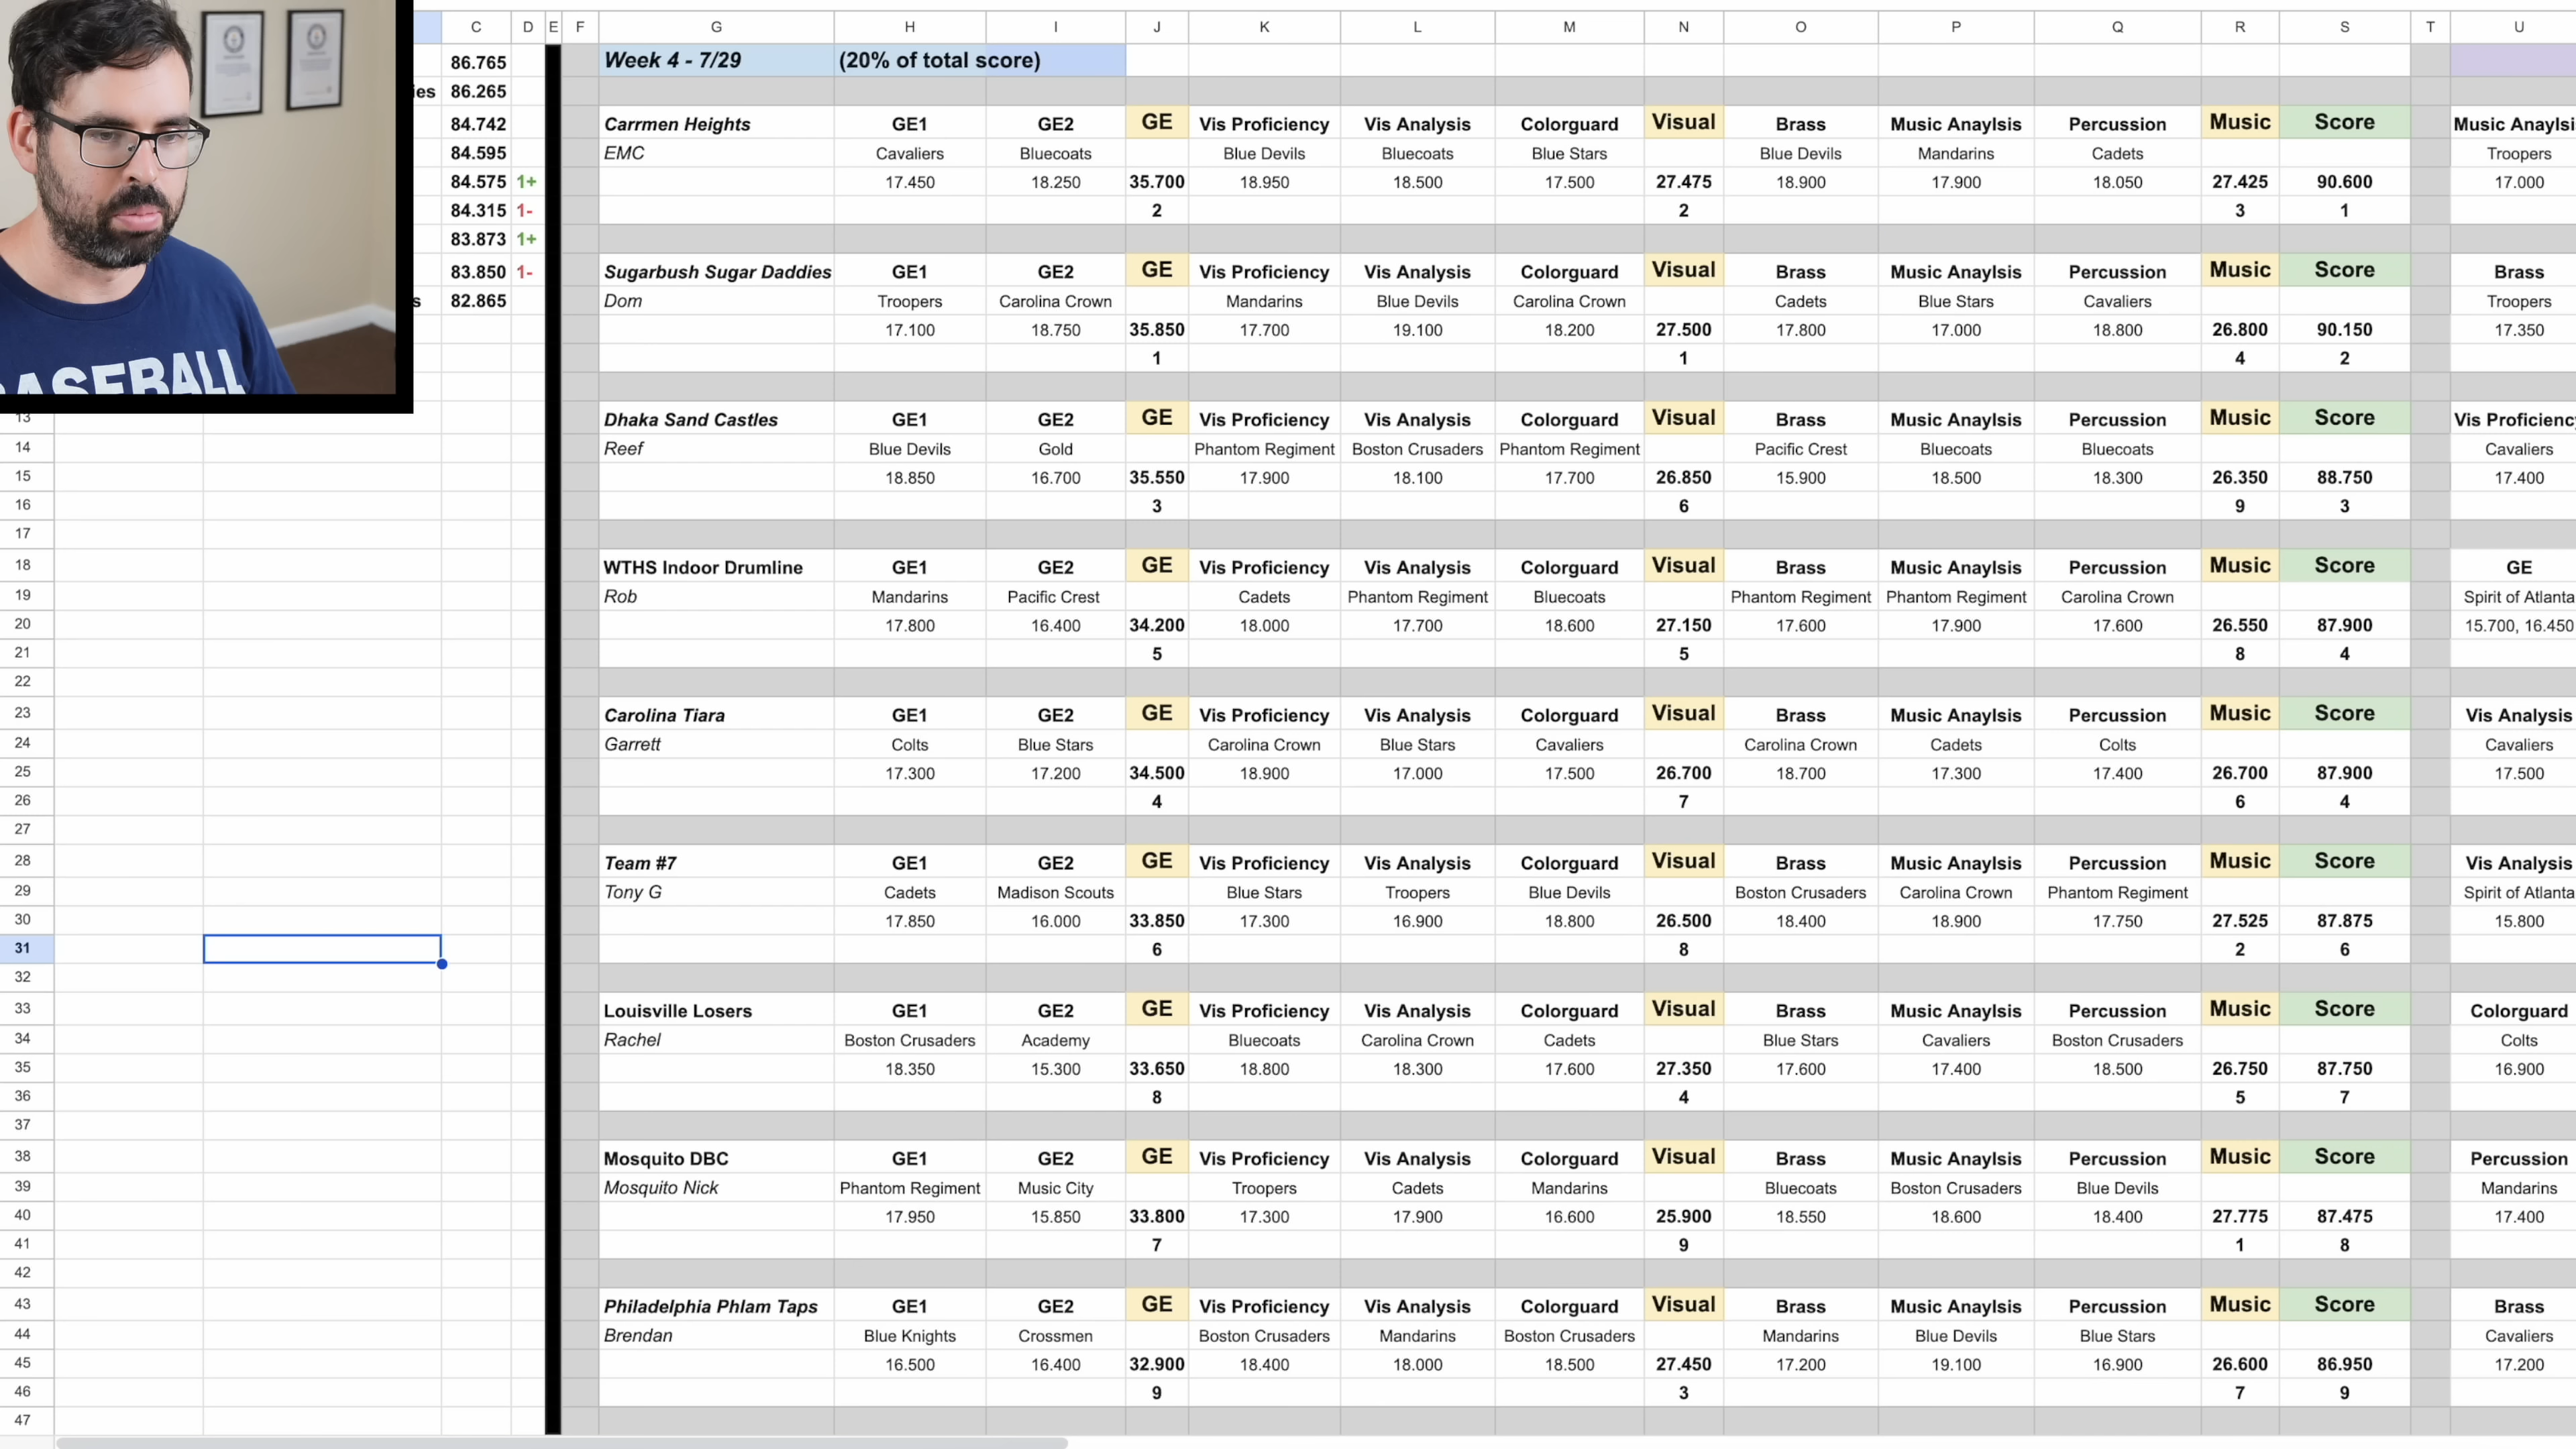 C D E F G H I J K L M N O P Q R S T U
86.765 Week 4 - 7/29 (20% of total score)
ies 86.265
84.742 Carrmen Heights GE1 GE2 GE Vis Proficiency Vis Analysis Colorguard Visual Brass Music Anaylsis Percussion Music Score Music Anaylsi
84.595 EMC Cavaliers Bluecoats Blue Devils Bluecoats Blue Stars Blue Devils Mandarins Cadets Troopers
84.575 1+ 17.450 18.250 35.700 18.950 18.500 17.500 27.475 18.900 17.900 18.050 27.425 90.600 17.000
84.315 1- 2 2 3 1
83.873 1+
83.850 1- Sugarbush Sugar Daddies GE1 GE2 GE Vis Proficiency Vis Analysis Colorguard Visual Brass Music Anaylsis Percussion Music Score Brass
s 82.865 Dom Troopers Carolina Crown Mandarins Blue Devils Carolina Crown Cadets Blue Stars Cavaliers Troopers
17.100 18.750 35.850 17.700 19.100 18.200 27.500 17.800 17.000 18.800 26.800 90.150 17.350
1 1 4 2
BASEBALL
13 Dhaka Sand Castles GE1 GE2 GE Vis Proficiency Vis Analysis Colorguard Visual Brass Music Anaylsis Percussion Music Score Vis Proficiency
14 Reef Blue Devils Gold Phantom Regiment Boston Crusaders Phantom Regiment Pacific Crest Bluecoats Bluecoats Cavaliers
15 18.850 16.700 35.550 17.900 18.100 17.700 26.850 15.900 18.500 18.300 26.350 88.750 17.400
16 3 6 9 3
17
18 WTHS Indoor Drumline GE1 GE2 GE Vis Proficiency Vis Analysis Colorguard Visual Brass Music Anaylsis Percussion Music Score GE
19 Rob Mandarins Pacific Crest Cadets Phantom Regiment Bluecoats Phantom Regiment Phantom Regiment Carolina Crown Spirit of Atlanta
20 17.800 16.400 34.200 18.000 17.700 18.600 27.150 17.600 17.900 17.600 26.550 87.900 15.700, 16.450
21 5 5 8 4
22
23 Carolina Tiara GE1 GE2 GE Vis Proficiency Vis Analysis Colorguard Visual Brass Music Anaylsis Percussion Music Score Vis Analysis
24 Garrett Colts Blue Stars Carolina Crown Blue Stars Cavaliers Carolina Crown Cadets Colts Cavaliers
25 17.300 17.200 34.500 18.900 17.000 17.500 26.700 18.700 17.300 17.400 26.700 87.900 17.500
26 4 7 6 4
27
28 Team #7 GE1 GE2 GE Vis Proficiency Vis Analysis Colorguard Visual Brass Music Anaylsis Percussion Music Score Vis Analysis
29 Tony G Cadets Madison Scouts Blue Stars Troopers Blue Devils Boston Crusaders Carolina Crown Phantom Regiment Spirit of Atlanta
30 17.850 16.000 33.850 17.300 16.900 18.800 26.500 18.400 18.900 17.750 27.525 87.875 15.800
31 6 8 2 6
32
33 Louisville Losers GE1 GE2 GE Vis Proficiency Vis Analysis Colorguard Visual Brass Music Anaylsis Percussion Music Score Colorguard
34 Rachel Boston Crusaders Academy Bluecoats Carolina Crown Cadets Blue Stars Cavaliers Boston Crusaders Colts
35 18.350 15.300 33.650 18.800 18.300 17.600 27.350 17.600 17.400 18.500 26.750 87.750 16.900
36 8 4 5 7
37
38 Mosquito DBC GE1 GE2 GE Vis Proficiency Vis Analysis Colorguard Visual Brass Music Anaylsis Percussion Music Score Percussion
39 Mosquito Nick Phantom Regiment Music City Troopers Cadets Mandarins Bluecoats Boston Crusaders Blue Devils Mandarins
40 17.950 15.850 33.800 17.300 17.900 16.600 25.900 18.550 18.600 18.400 27.775 87.475 17.400
41 7 9 1 8
42
43 Philadelphia Phlam Taps GE1 GE2 GE Vis Proficiency Vis Analysis Colorguard Visual Brass Music Anaylsis Percussion Music Score Brass
44 Brendan Blue Knights Crossmen Boston Crusaders Mandarins Boston Crusaders Mandarins Blue Devils Blue Stars Cavaliers
45 16.500 16.400 32.900 18.400 18.000 18.500 27.450 17.200 19.100 16.900 26.600 86.950 17.200
46 9 3 7 9
47